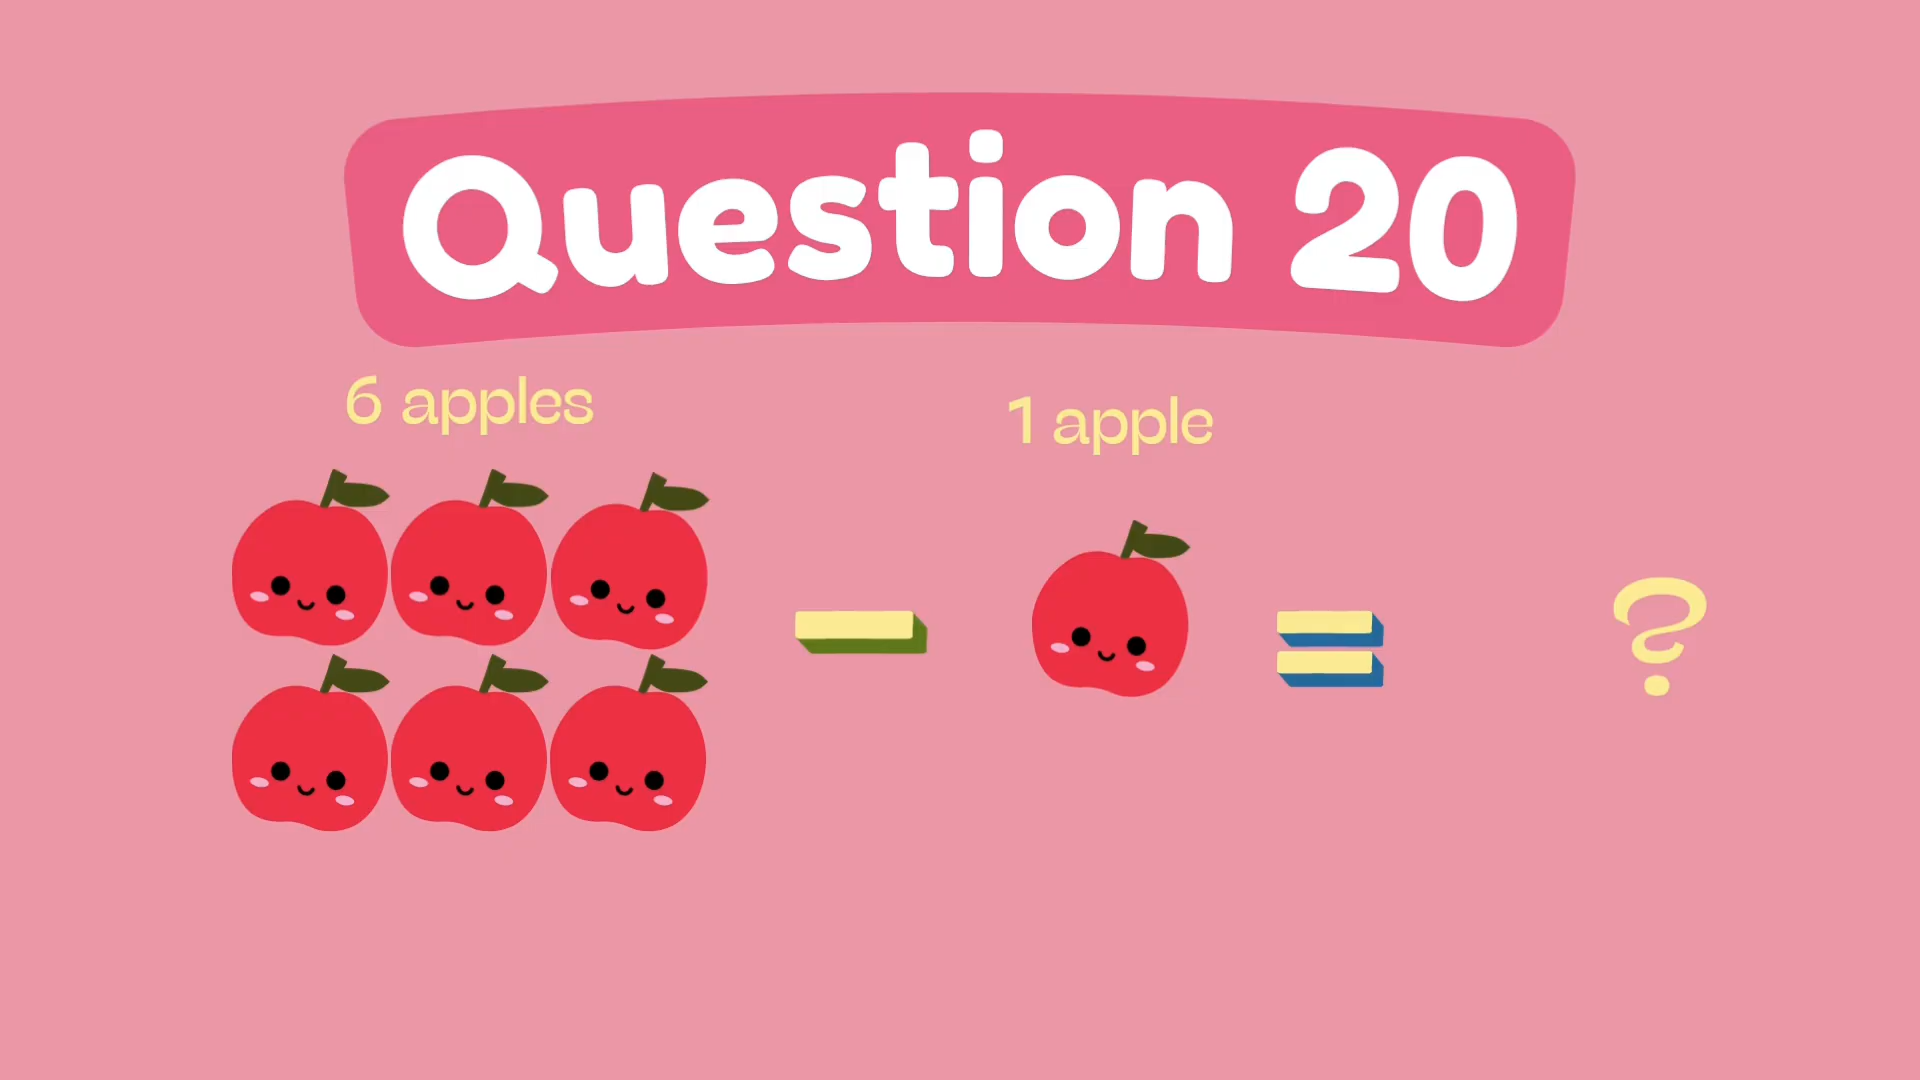 Question 20
6 apples
1 apple
− = ?